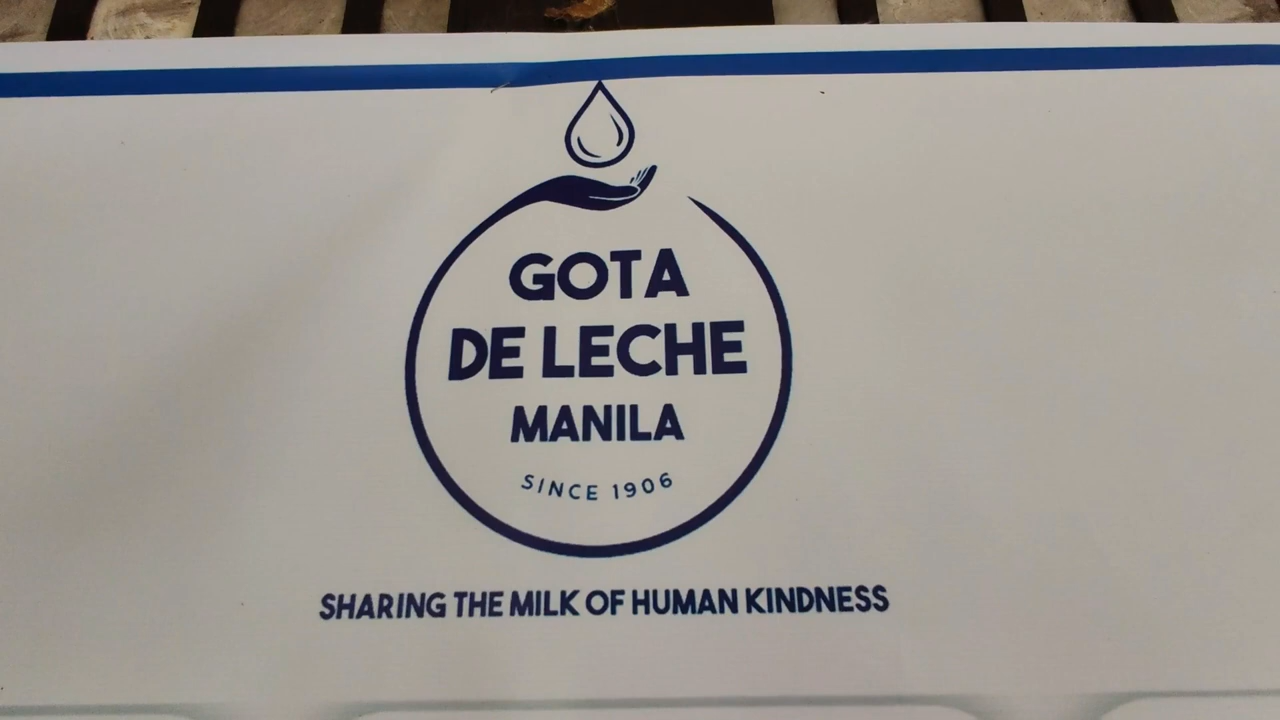 GOTA
DE LECHE
MANILA
SINCE 1906
SHARING THE MILK OF HUMAN KINDNESS